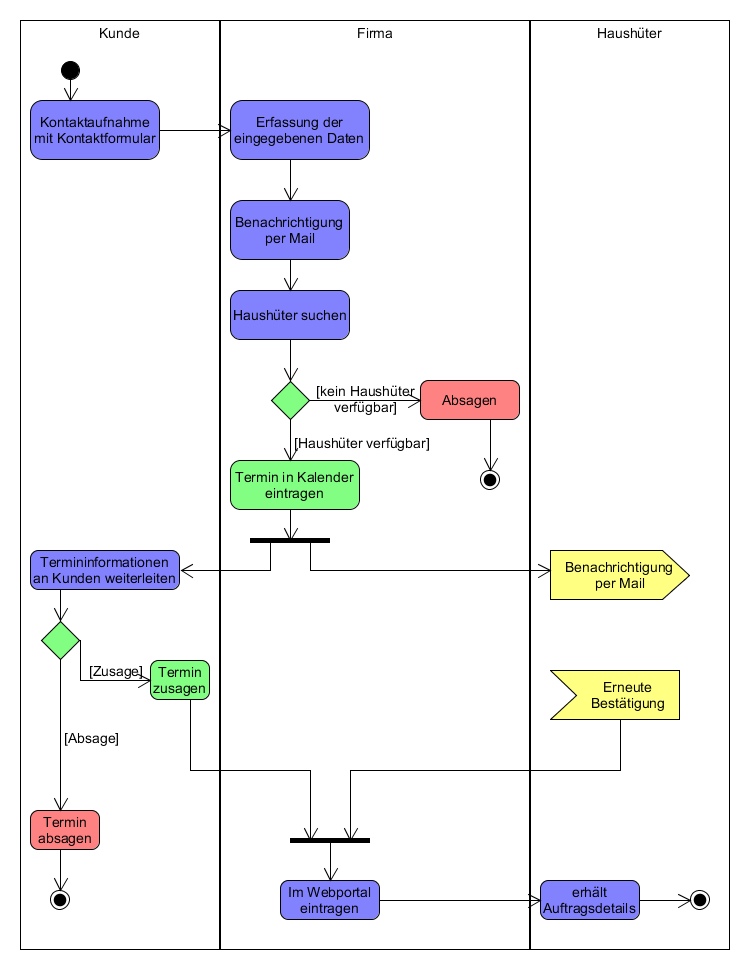 Kunde
Firma
Haushüter
Kontaktaufnahme
mit Kontaktformular
Erfassung der
eingegebenen Daten
Benachrichtigung
per Mail
Haushüter suchen
[kein Haushüter
verfügbar]
Absagen
[Haushüter verfügbar]
Termin in Kalender
eintragen
Termininformationen
an Kunden weiterleiten
Benachrichtigung
per Mail
[Zusage]
Termin
zusagen
Erneute
Bestätigung
[Absage]
Termin
absagen
Im Webportal
eintragen
erhält
Auftragsdetails